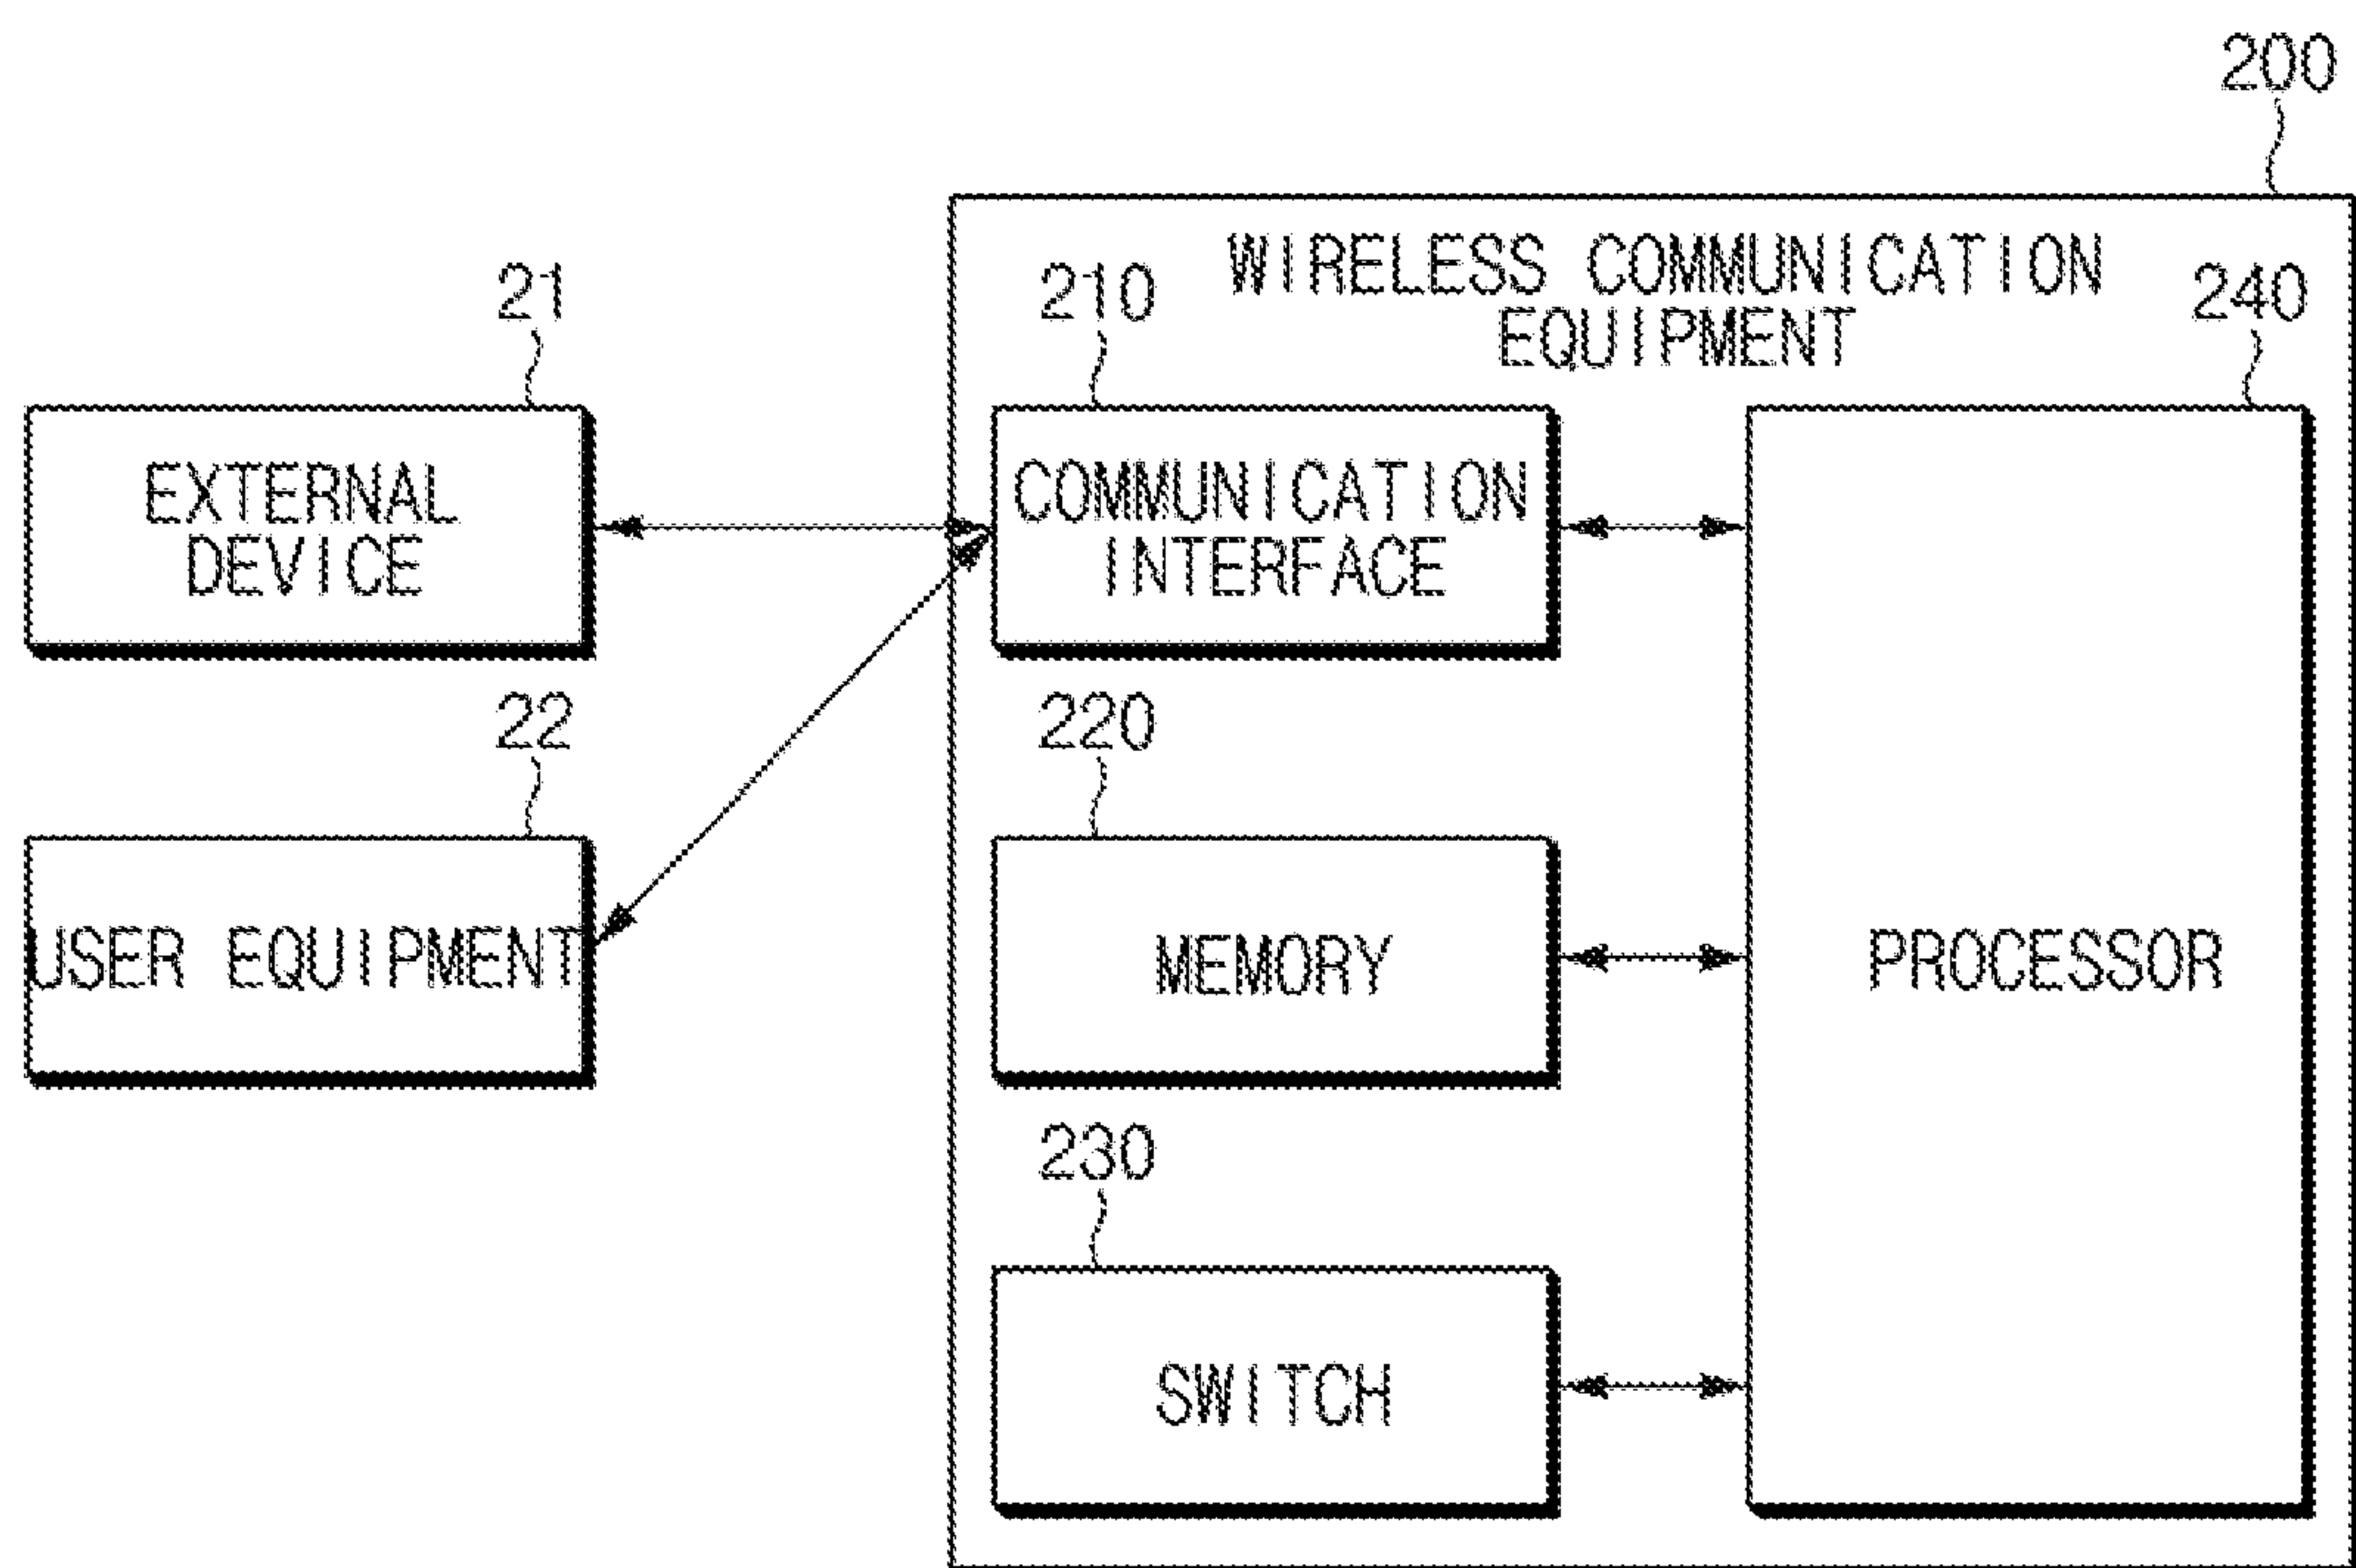 200
WIRELESS COMMUNICATION
EQUIPMENT
21
210
240
EXTERNAL
DEVICE
COMMUNICATION
INTERFACE
22
220
USER EQUIPMENT
MEMORY
PROCESSOR
230
SWITCH